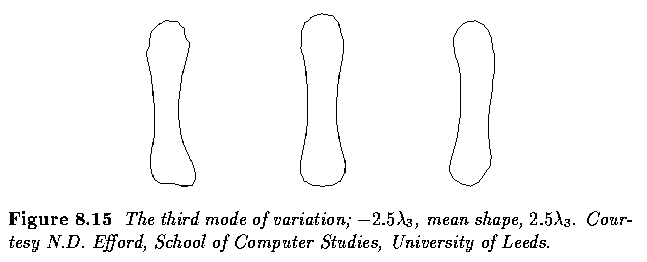 Figure 8.15 The third mode of variation; −2.5λ₃, mean shape, 2.5λ₃. Cour-
tesy N.D. Efford, School of Computer Studies, University of Leeds.